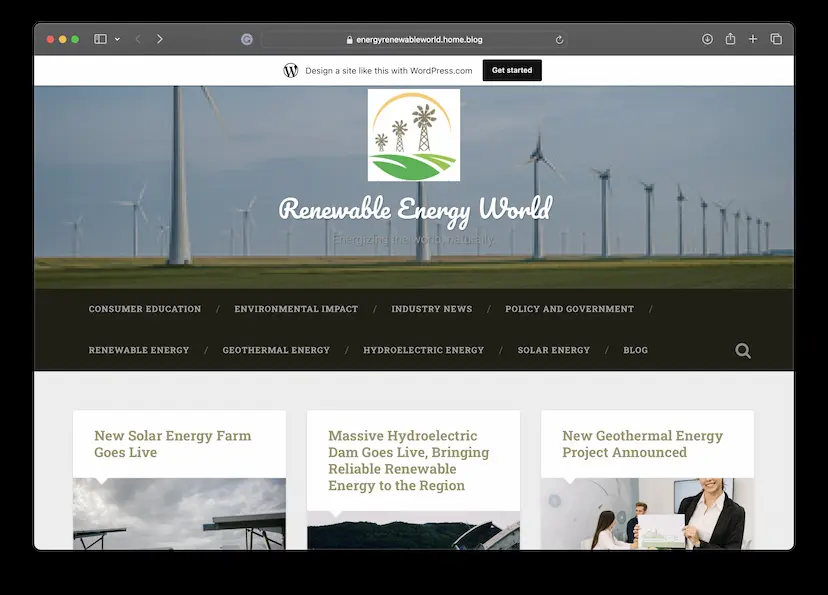 energyrenewableworld.home.blog
Design a site like this with WordPress.com
Get started
Renewable Energy World
Energizing the world, naturally.
CONSUMER EDUCATION / ENVIRONMENTAL IMPACT / INDUSTRY NEWS / POLICY AND GOVERNMENT /
RENEWABLE ENERGY / GEOTHERMAL ENERGY / HYDROELECTRIC ENERGY / SOLAR ENERGY / BLOG
New Solar Energy Farm
Goes Live
Massive Hydroelectric
Dam Goes Live, Bringing
Reliable Renewable
Energy to the Region
New Geothermal Energy
Project Announced